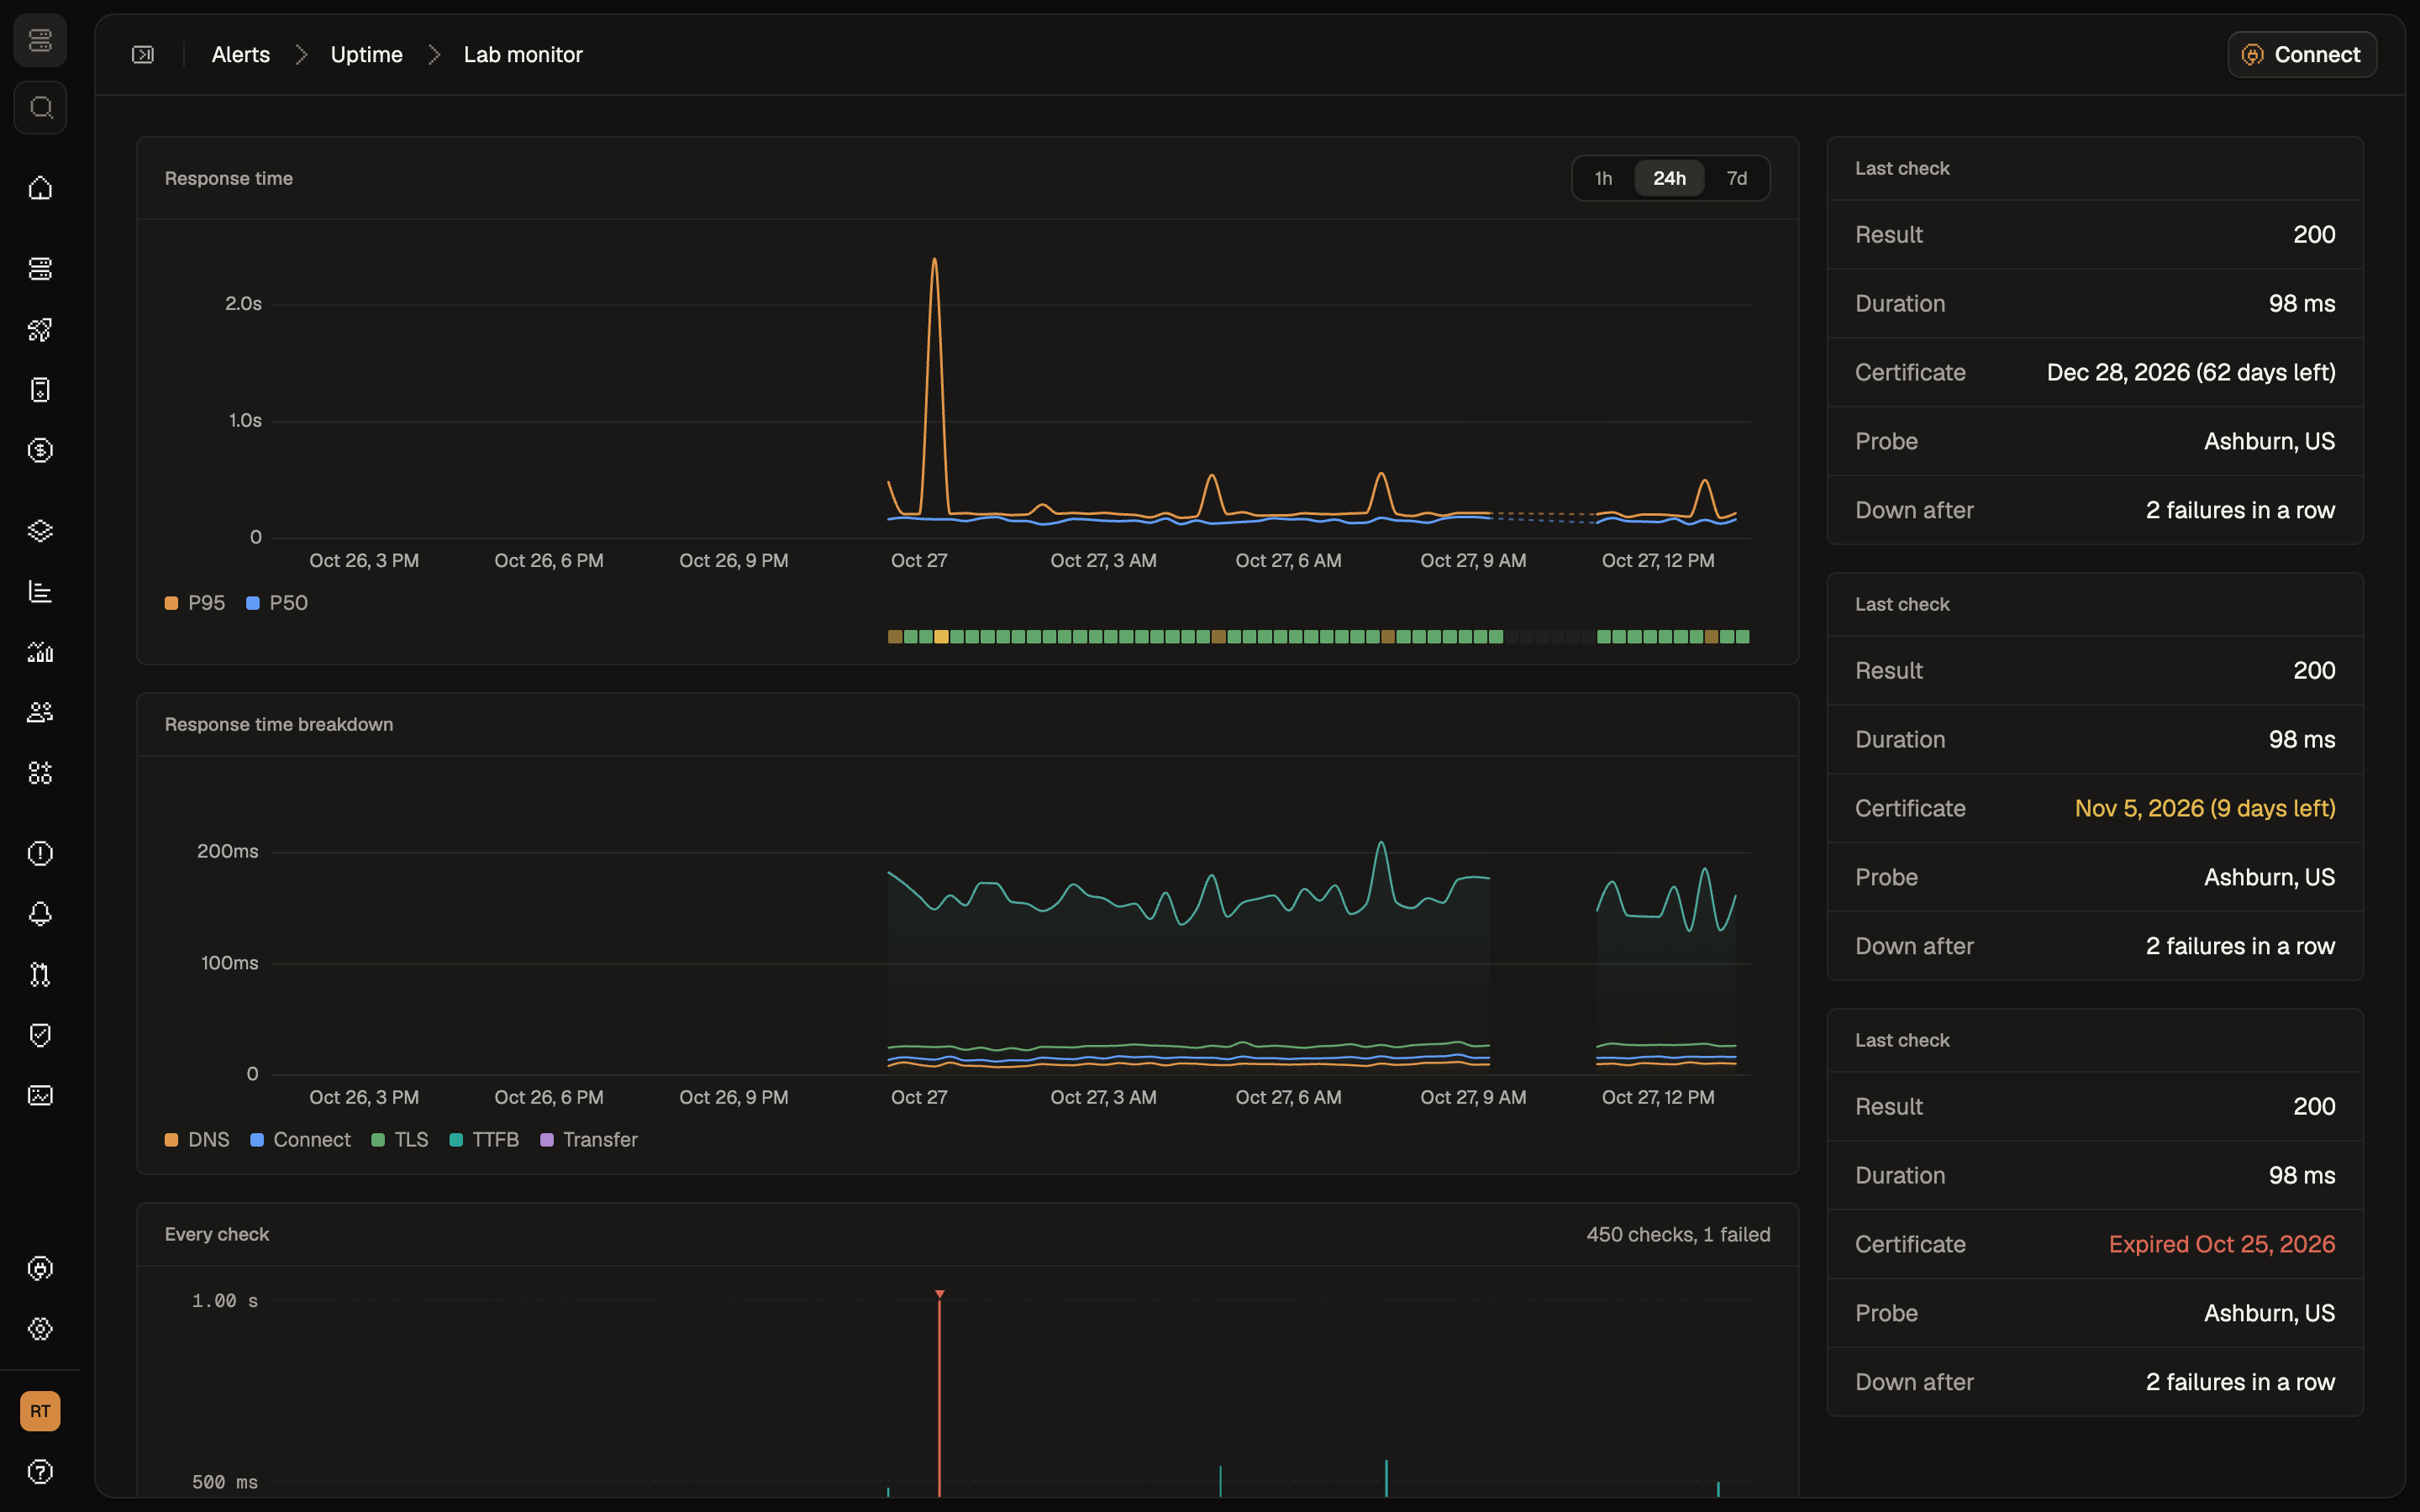 Alerts
Uptime
Lab monitor
Connect
Response time
1h
24h
7d
2.0s
1.0s
0
Oct 26, 3 PM
Oct 26, 6 PM
Oct 26, 9 PM
Oct 27
Oct 27, 3 AM
Oct 27, 6 AM
Oct 27, 9 AM
Oct 27, 12 PM
P95
P50
Response time breakdown
200ms
100ms
0
Oct 26, 3 PM
Oct 26, 6 PM
Oct 26, 9 PM
Oct 27
Oct 27, 3 AM
Oct 27, 6 AM
Oct 27, 9 AM
Oct 27, 12 PM
DNS
Connect
TLS
TTFB
Transfer
Every check
450 checks, 1 failed
1.00 s
500 ms
Last check
Result 200
Duration 98 ms
Certificate Dec 28, 2026 (62 days left)
Probe Ashburn, US
Down after 2 failures in a row
Last check
Result 200
Duration 98 ms
Certificate Nov 5, 2026 (9 days left)
Probe Ashburn, US
Down after 2 failures in a row
Last check
Result 200
Duration 98 ms
Certificate Expired Oct 25, 2026
Probe Ashburn, US
Down after 2 failures in a row
RT